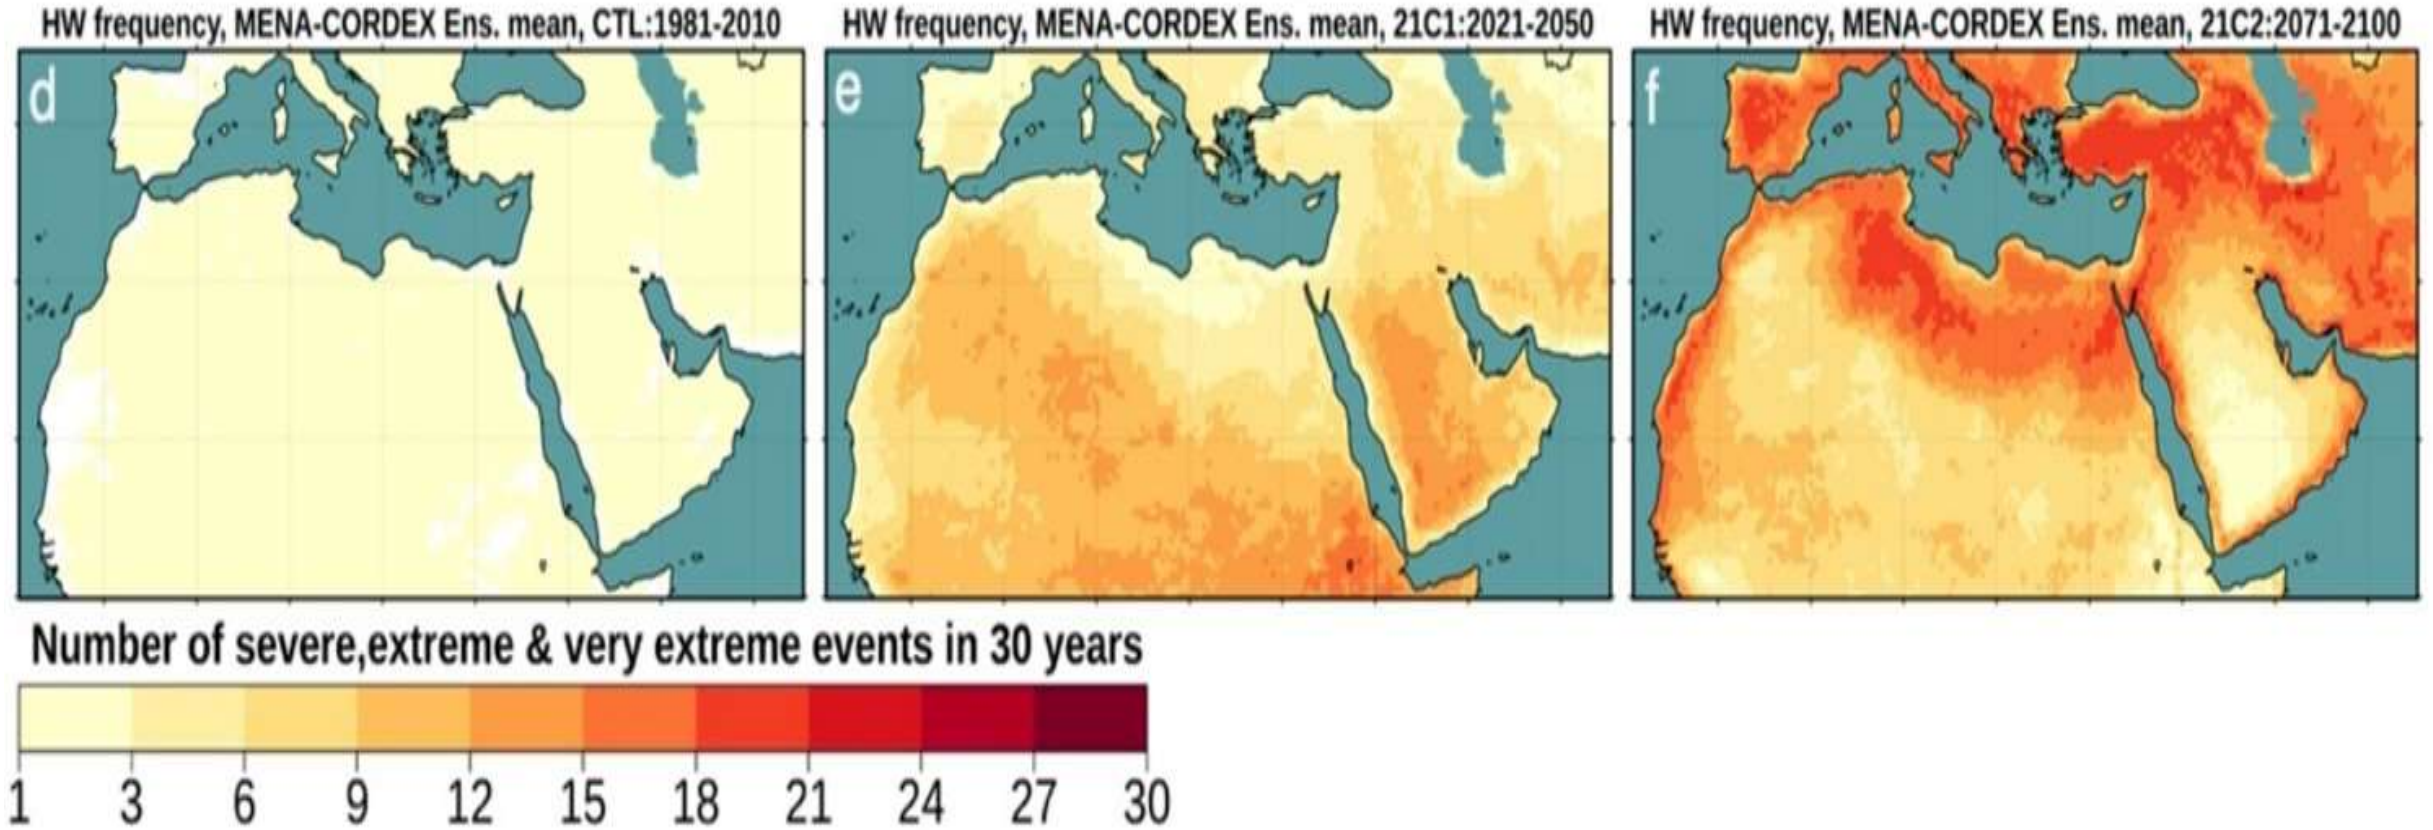 HW frequency, MENA-CORDEX Ens. mean, CTL:1981-2010
HW frequency, MENA-CORDEX Ens. mean, 21C1:2021-2050
HW frequency, MENA-CORDEX Ens. mean, 21C2:2071-2100
d
e
f
Number of severe,extreme & very extreme events in 30 years
1 3 6 9 12 15 18 21 24 27 30